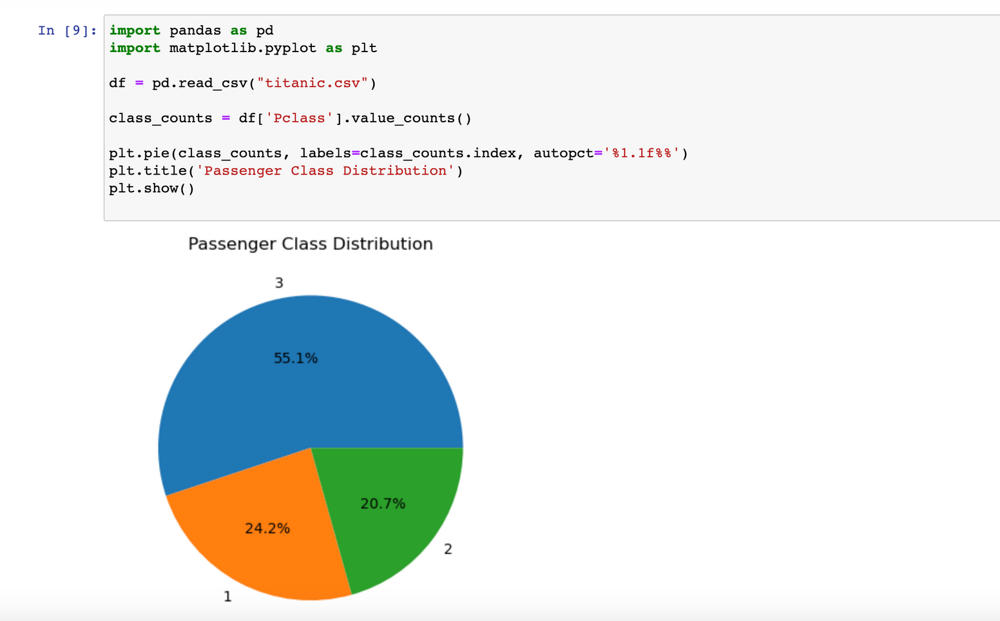 In [9]:
import pandas as pd
import matplotlib.pyplot as plt
df = pd.read_csv("titanic.csv")
class_counts = df['Pclass'].value_counts()
plt.pie(class_counts, labels=class_counts.index, autopct='%1.1f%%')
plt.title('Passenger Class Distribution')
plt.show()
Passenger Class Distribution
3
55.1%
20.7%
24.2%
2
1